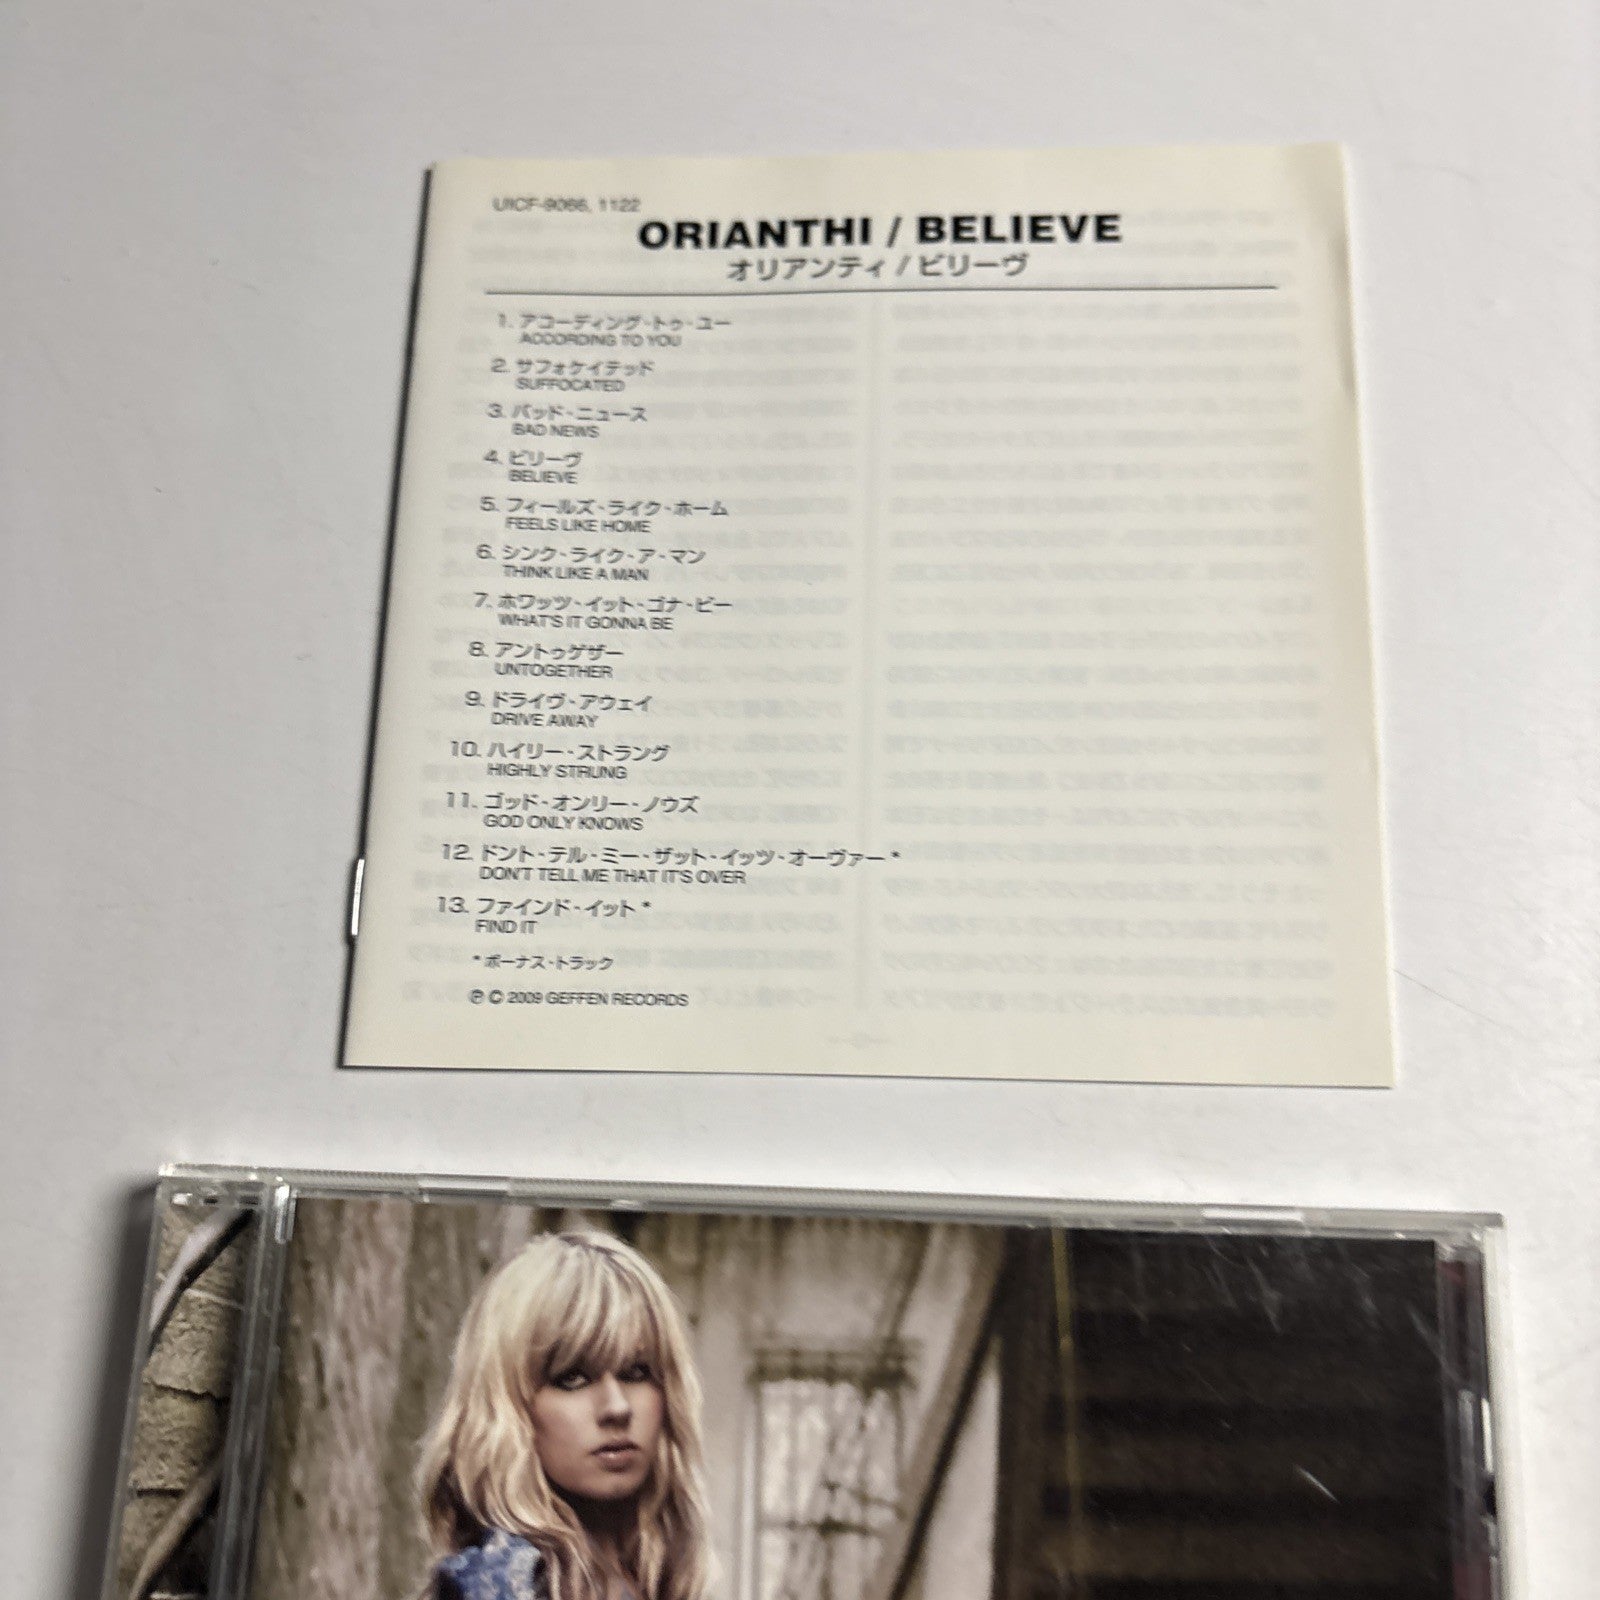 UICF-9066, 1122
ORIANTHI / BELIEVE
オリアンティ / ビリーヴ
1. アコーディング・トゥ・ユー
ACCORDING TO YOU
2. サフォケイテッド
SUFFOCATED
3. バッド・ニュース
BAD NEWS
4. ビリーヴ
BELIEVE
5. フィールズ・ライク・ホーム
FEELS LIKE HOME
6. シンク・ライク・ア・マン
THINK LIKE A MAN
7. ホワッツ・イット・ゴナ・ビー
WHAT'S IT GONNA BE
8. アントゥゲザー
UNTOGETHER
9. ドライヴ・アウェイ
DRIVE AWAY
10. ハイリー・ストラング
HIGHLY STRUNG
11. ゴッド・オンリー・ノウズ
GOD ONLY KNOWS
12. ドント・テル・ミー・ザット・イッツ・オーヴァー *
DON'T TELL ME THAT IT'S OVER
13. ファインド・イット *
FIND IT
* ボーナス・トラック
℗ © 2009 GEFFEN RECORDS